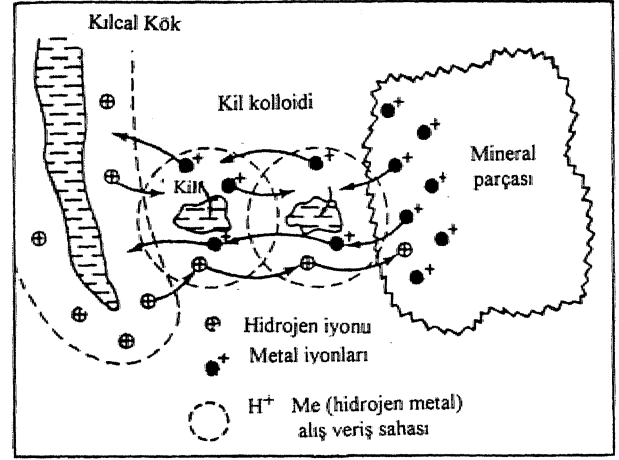 Kılcal Kök
Kil kolloidi
Mineral
parçası
Kil
Hidrojen iyonu
+ Metal iyonları
H+ Me (hidrojen metal)
alış veriş sahası